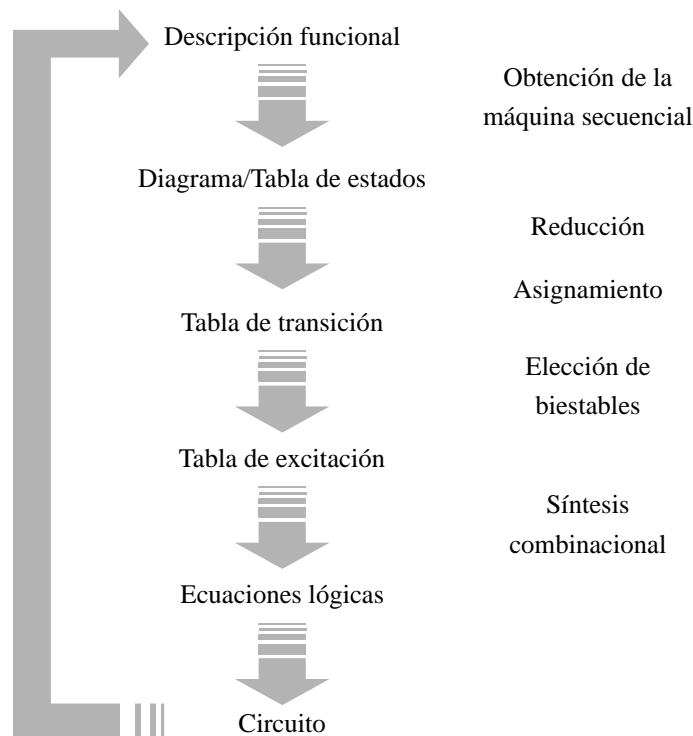 Descripción funcional
Obtención de la
máquina secuencial
Diagrama/Tabla de estados
Reducción
Asignamiento
Tabla de transición
Elección de
biestables
Tabla de excitación
Síntesis
combinacional
Ecuaciones lógicas
Circuito